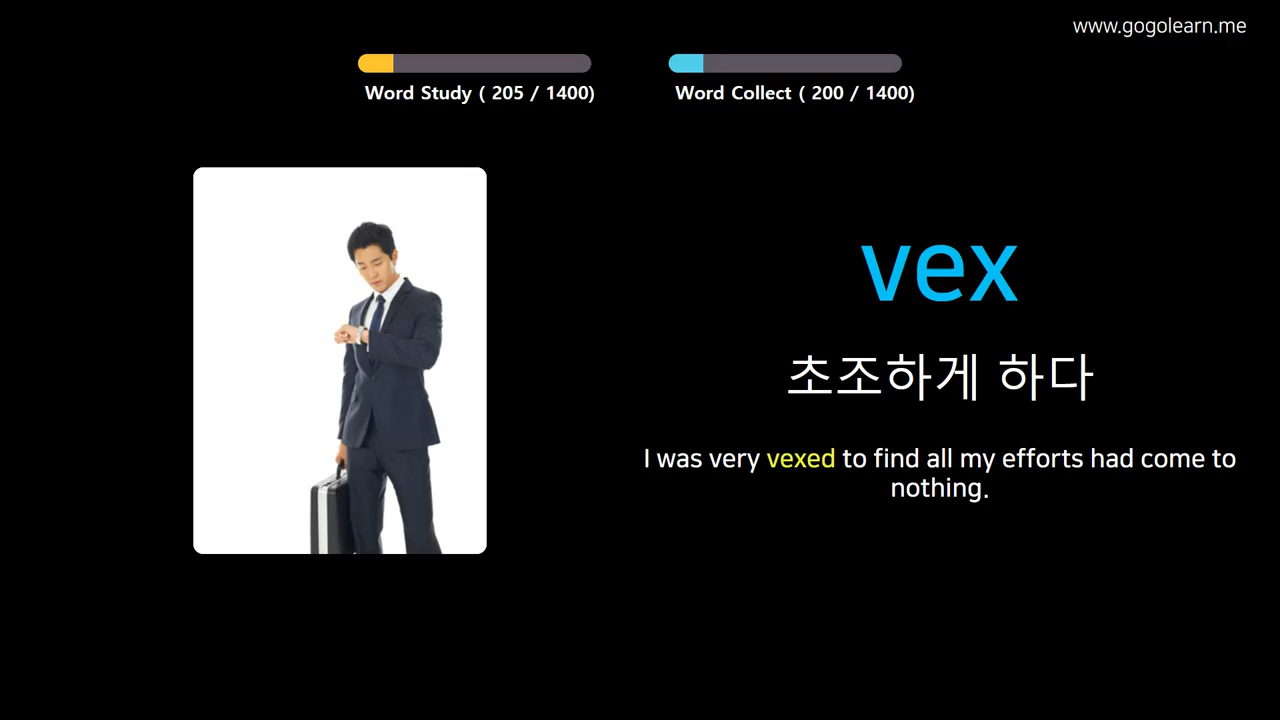 www.gogolearn.me
Word Study ( 205 / 1400)
Word Collect ( 200 / 1400)
vex
초조하게 하다
I was very vexed to find all my efforts had come to
nothing.